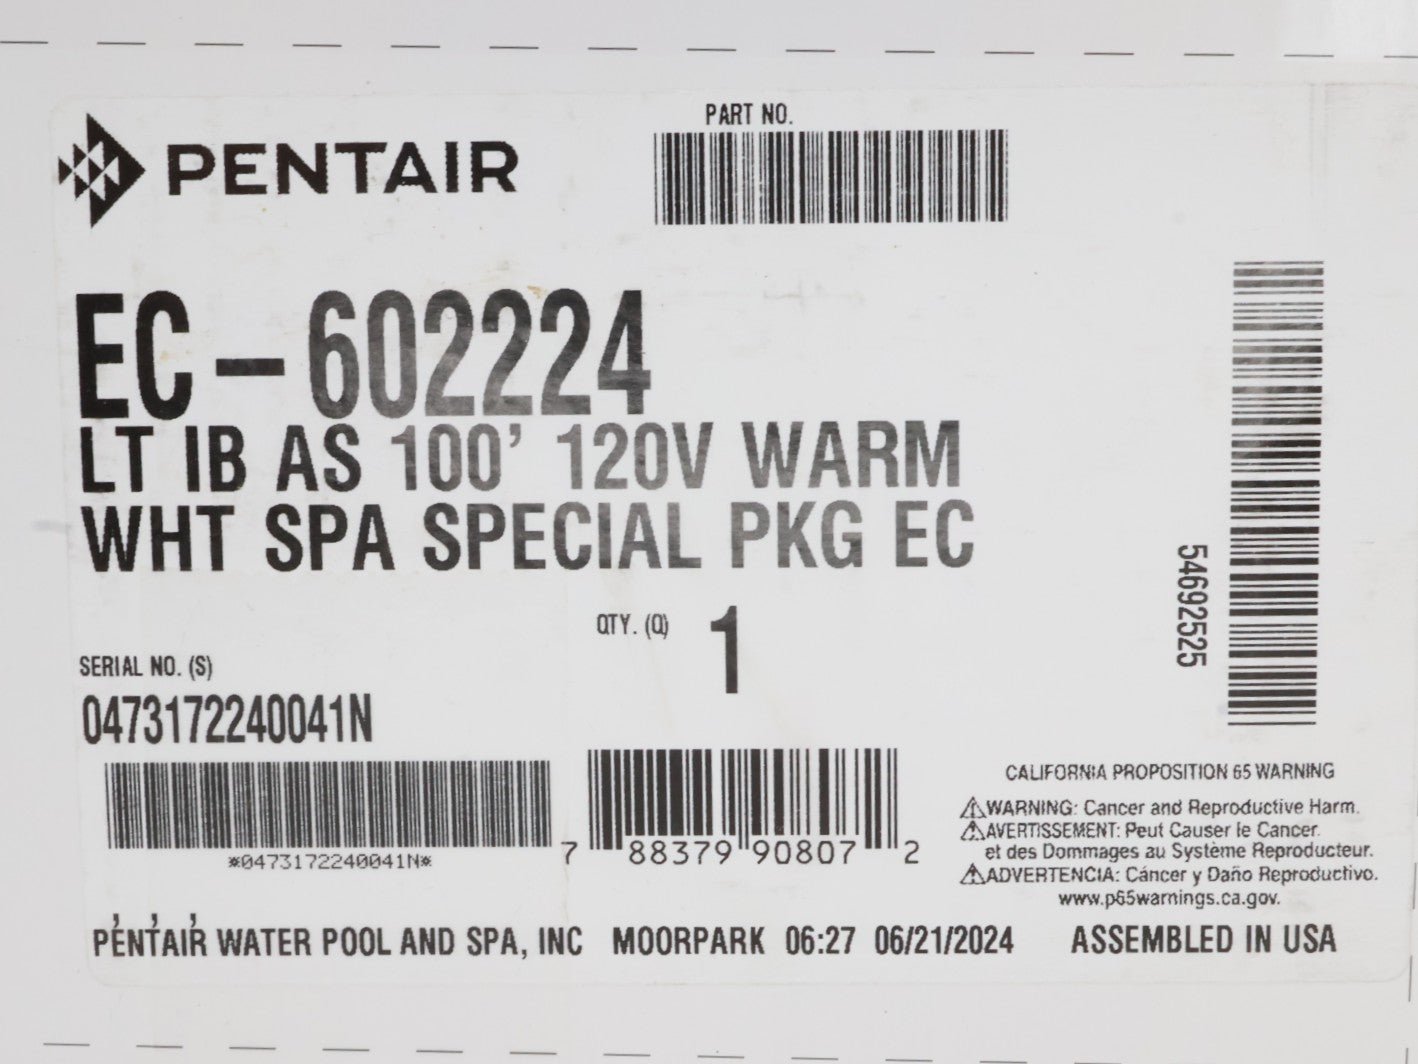 PENTAIR
PART NO.
EC-602224
LT IB AS 100' 120V WARM
WHT SPA SPECIAL PKG EC
QTY. (Q) 1
54692525
SERIAL NO. (S)
0473172240041N
*0473172240041N*
7 88379 90807 2
CALIFORNIA PROPOSITION 65 WARNING
⚠WARNING: Cancer and Reproductive Harm.
⚠AVERTISSEMENT: Peut Causer le Cancer.
et des Dommages au Système Reproducteur.
⚠ADVERTENCIA: Cáncer y Daño Reproductivo.
www.p65warnings.ca.gov.
PENTAIR WATER POOL AND SPA, INC MOORPARK 06:27 06/21/2024 ASSEMBLED IN USA